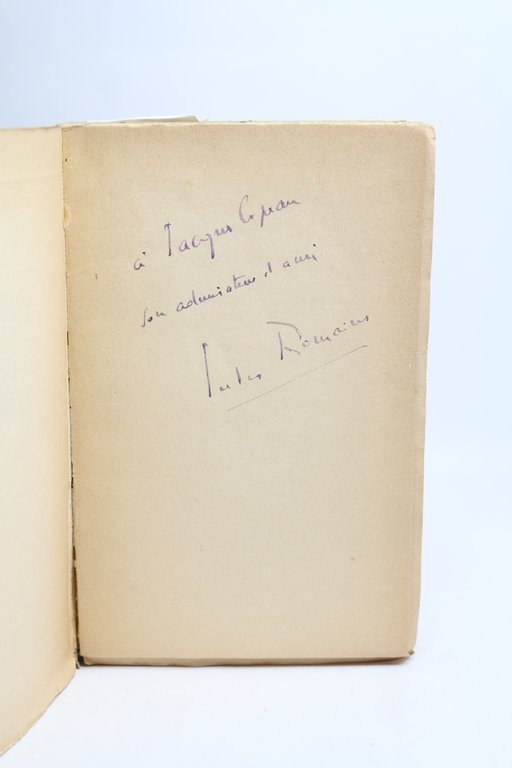 à Jacques Copeau
son admirateur et ami
Jules Romains